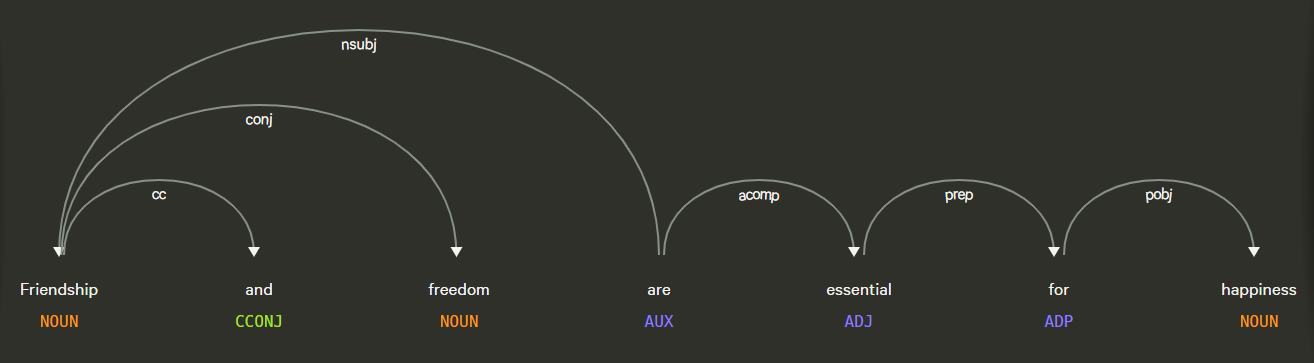 nsubj
conj
cc acomp prep pobj
Friendship and freedom are essential for happiness
NOUN CCONJ NOUN AUX ADJ ADP NOUN